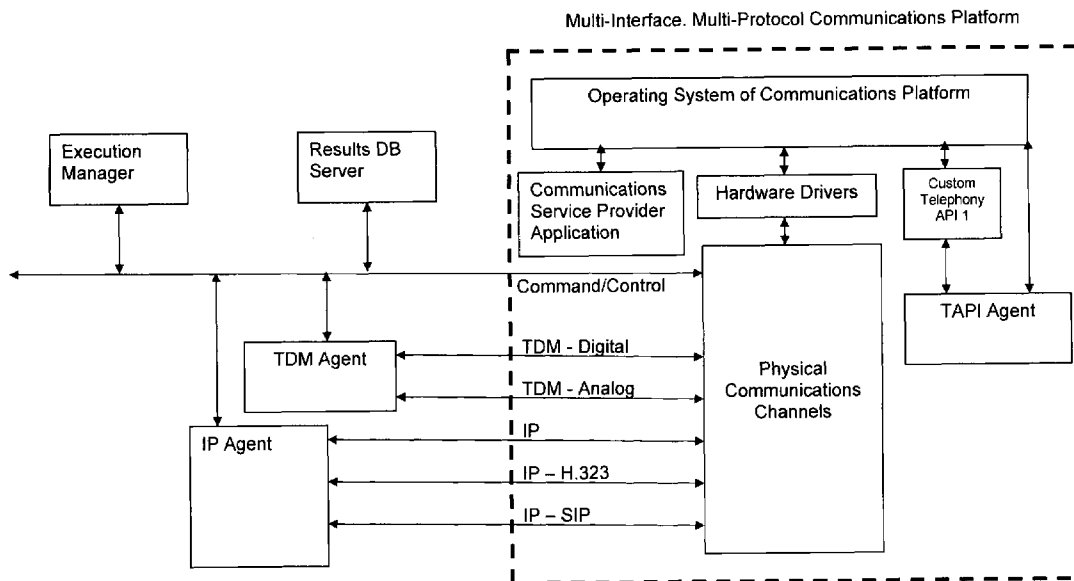 Multi-Interface. Multi-Protocol Communications Platform
Operating System of Communications Platform
Execution
Manager
Results DB
Server
Communications
Service Provider
Application
Hardware Drivers
Custom
Telephony
API 1
Command/Control
TAPI Agent
TDM Agent
TDM - Digital
TDM - Analog
Physical
Communications
Channels
IP Agent
IP
IP – H.323
IP – SIP